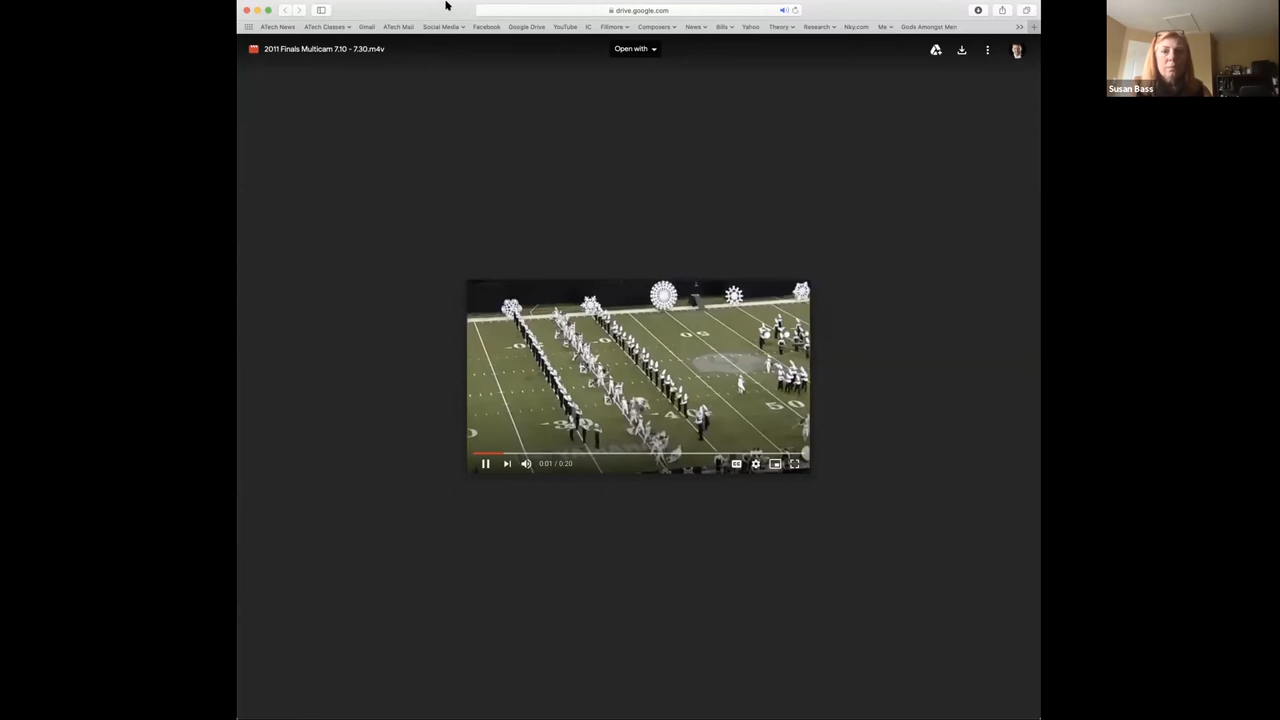 drive.google.com
ATech News ATech Classes Gmail ATech Mail Social Media Facebook Google Drive YouTube IC Fillmore Composers News Bills Yahoo Theory Research Nky.com Me Gods Amongst Men
2011 Finals Multicam 7.10 - 7.30.m4v
Open with
Susan Bass
50
0:01 / 0:20
CC